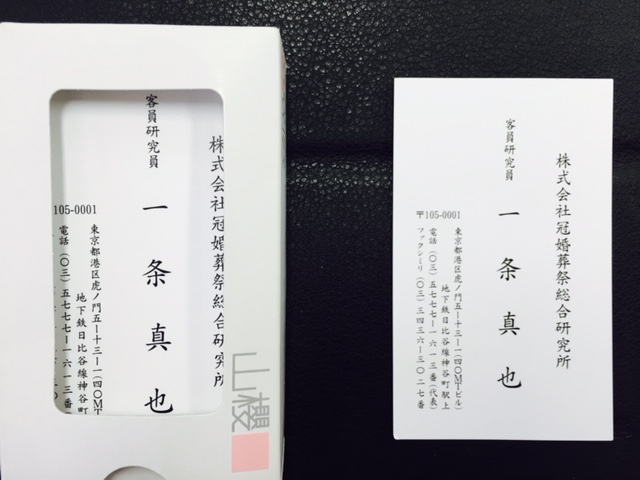 株式会社冠婚葬祭総合研究所
客員研究員
一条真也
105-0001
東京都港区虎ノ門五ー十三ー一(四〇MT
地下鉄日比谷線神谷町
電話(〇三)五七七七ー一六一三番
山櫻
株式会社冠婚葬祭総合研究所
客員研究員
一条真也
〒105-0001
東京都港区虎ノ門五ー十三ー一(四〇MTビル)
地下鉄日比谷線神谷町駅上
電話(〇三)五七七七ー一六一三番(代表)
ファクシミリ(〇三)三四三六ー三〇二七番